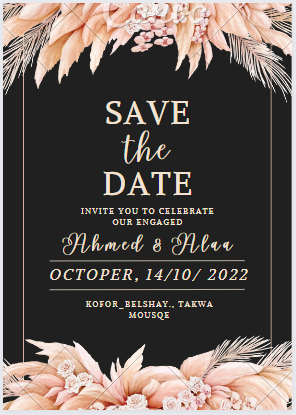 SAVE
the
DATE
INVITE YOU TO CELEBRATE
OUR ENGAGED
Ahmed & Alaa
OCTOPER, 14/10/ 2022
KOFOR_BELSHAY., TAKWA
MOUSQE